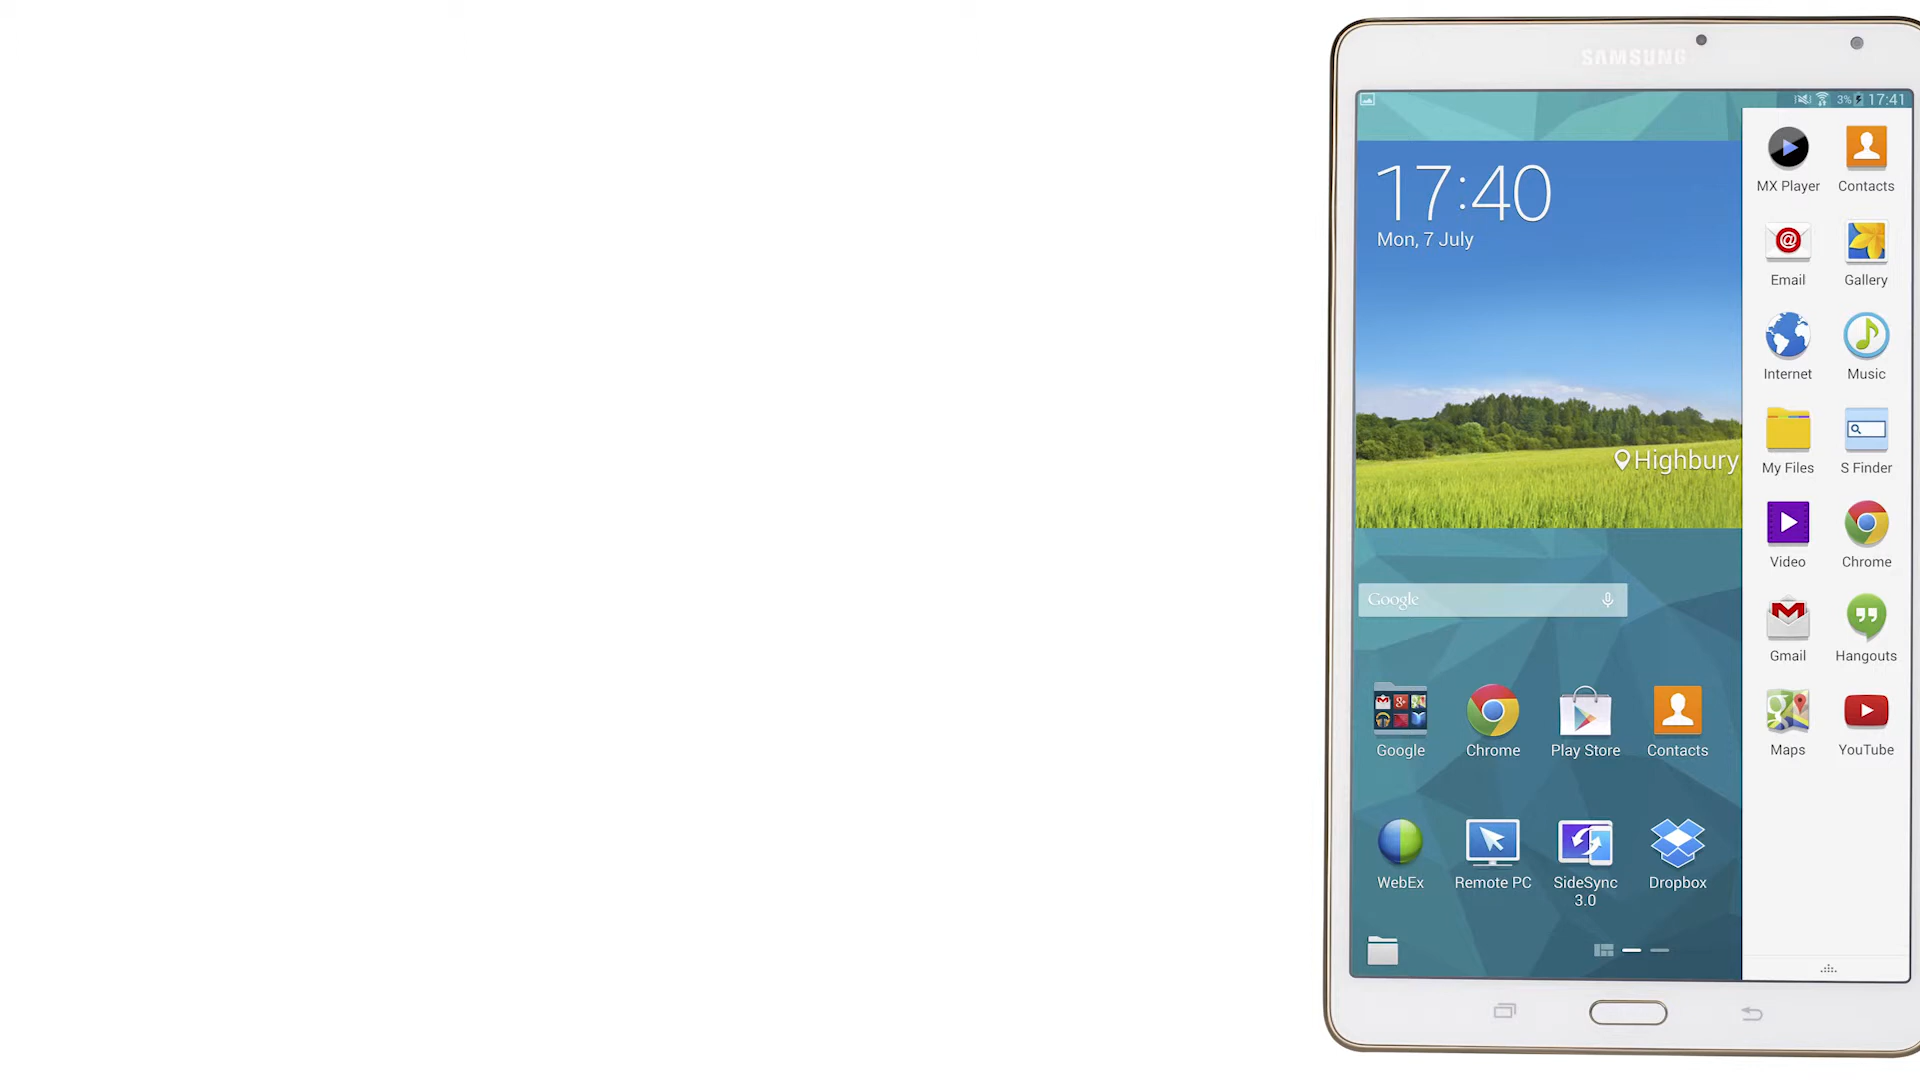 SAMSUNG
3% 17:41
17:40
Mon, 7 July
Highbury
Google
Google
Chrome
Play Store
Contacts
WebEx
Remote PC
SideSync
3.0
Dropbox
MX Player
Contacts
Email
Gallery
Internet
Music
My Files
S Finder
Video
Chrome
Gmail
Hangouts
Maps
YouTube